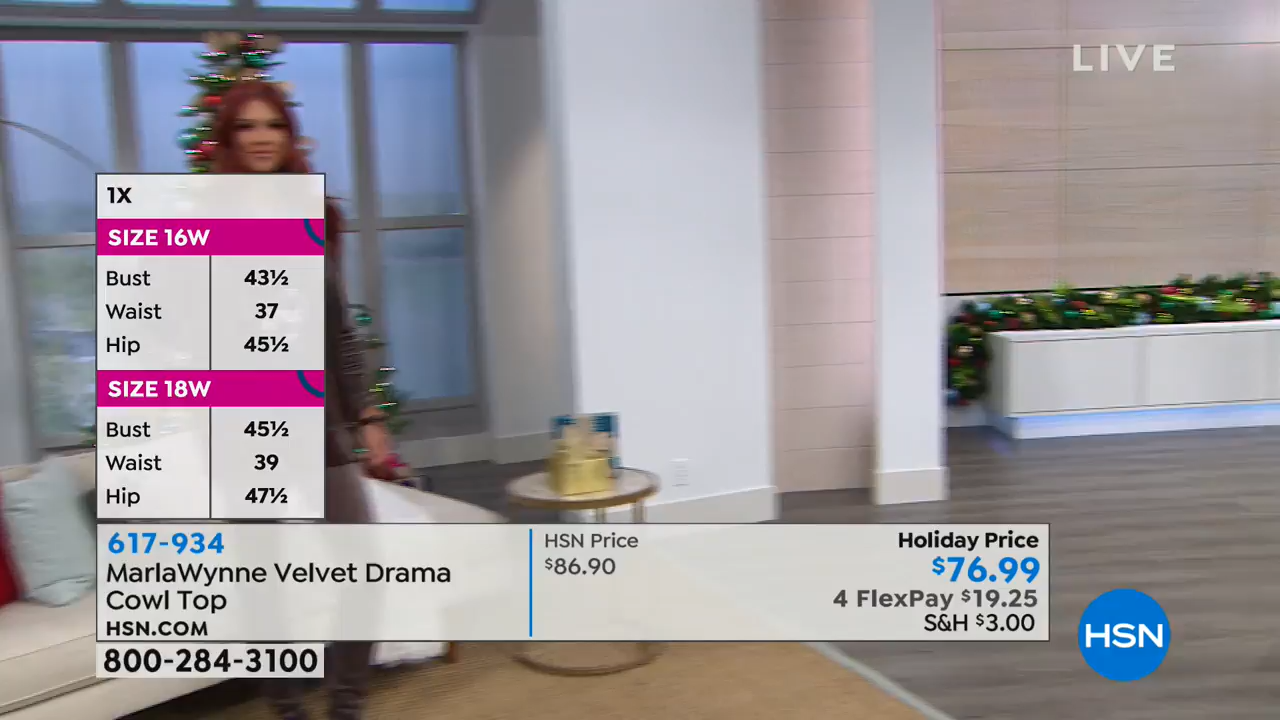 LIVE
1X
SIZE 16W
Bust 43½
Waist 37
Hip 45½
SIZE 18W
Bust 45½
Waist 39
Hip 47½
617-934
MarlaWynne Velvet Drama
Cowl Top
HSN.COM
800-284-3100
HSN Price
$86.90
Holiday Price
$76.99
4 FlexPay $19.25
S&H $3.00
HSN